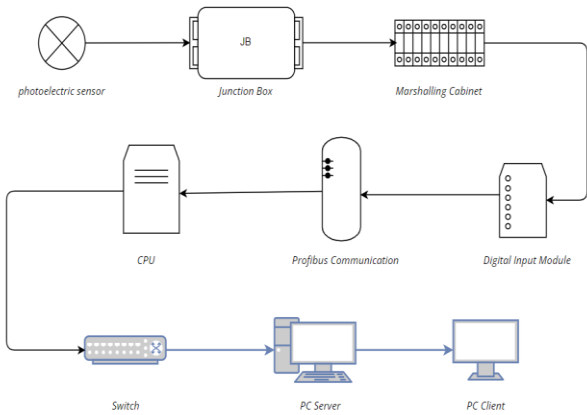 JB
photoelectric sensor
Junction Box
Marshalling Cabinet
CPU
Profibus Communication
Digital Input Module
Switch
PC Server
PC Client